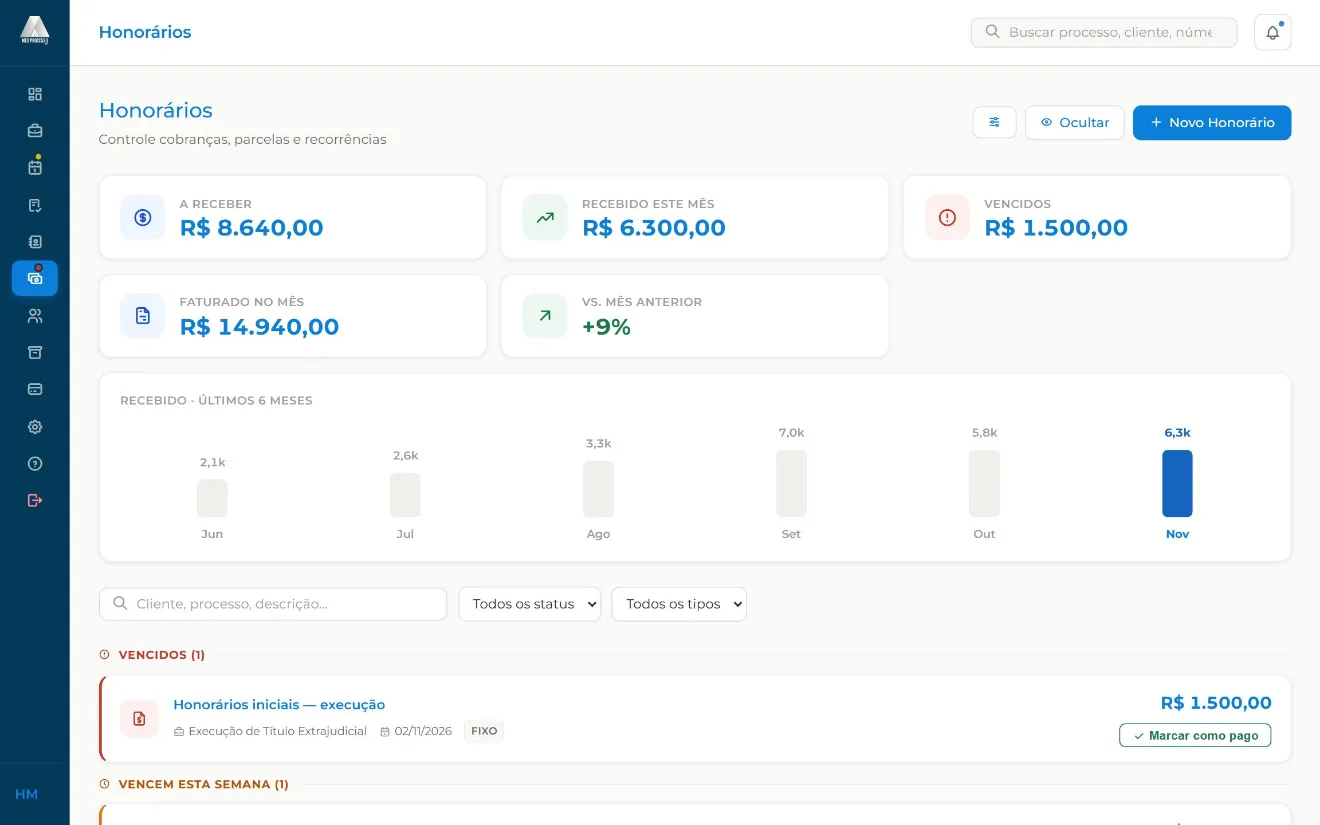 MEU PROCESSO
Honorários
Buscar processo, cliente, núme
Honorários
Controle cobranças, parcelas e recorrências
Ocultar
+ Novo Honorário
A RECEBER
R$ 8.640,00
RECEBIDO ESTE MÊS
R$ 6.300,00
VENCIDOS
R$ 1.500,00
FATURADO NO MÊS
R$ 14.940,00
VS. MÊS ANTERIOR
+9%
RECEBIDO · ÚLTIMOS 6 MESES
2,1k
2,6k
3,3k
7,0k
5,8k
6,3k
Jun
Jul
Ago
Set
Out
Nov
Cliente, processo, descrição...
Todos os status
Todos os tipos
VENCIDOS (1)
Honorários iniciais — execução
R$ 1.500,00
Execução de Título Extrajudicial 02/11/2026 FIXO
Marcar como pago
VENCEM ESTA SEMANA (1)
HM